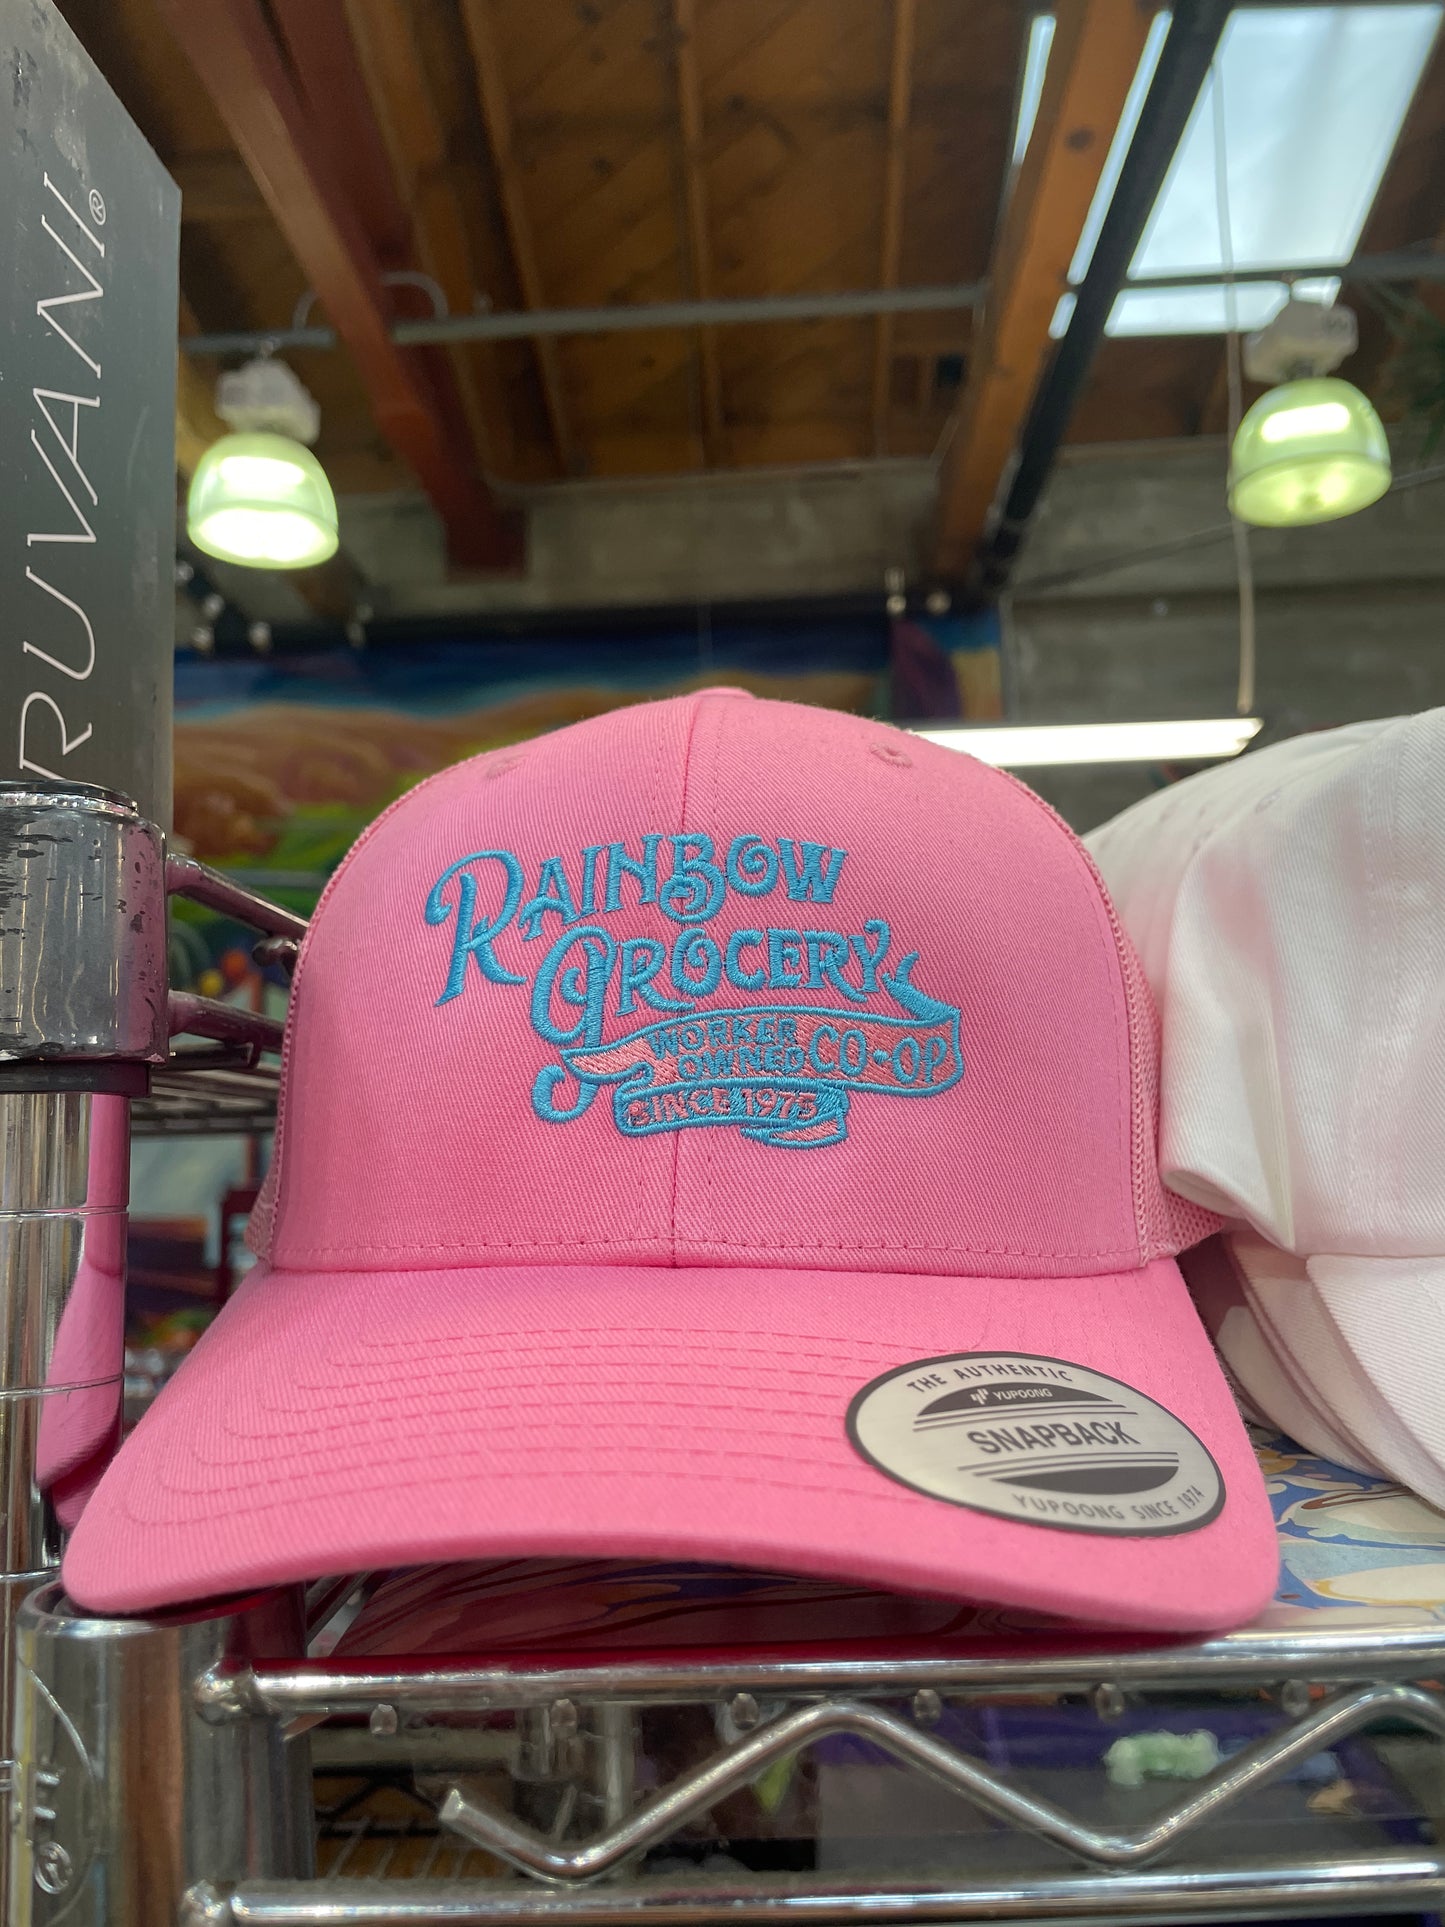 RUVANI®
RAINBOW
GROCERY
WORKER
OWNED
CO-OP
SINCE 1975
THE AUTHENTIC
YUPOONG
SNAPBACK
YUPOONG SINCE 1974